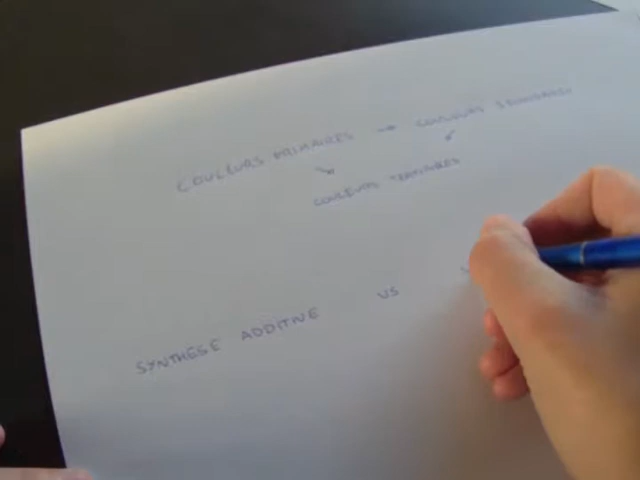 COULEURS PRIMAIRES → COULEURS SECONDAIRES
COULEURS TERTIAIRES
SYNTHESE ADDITIVE VS